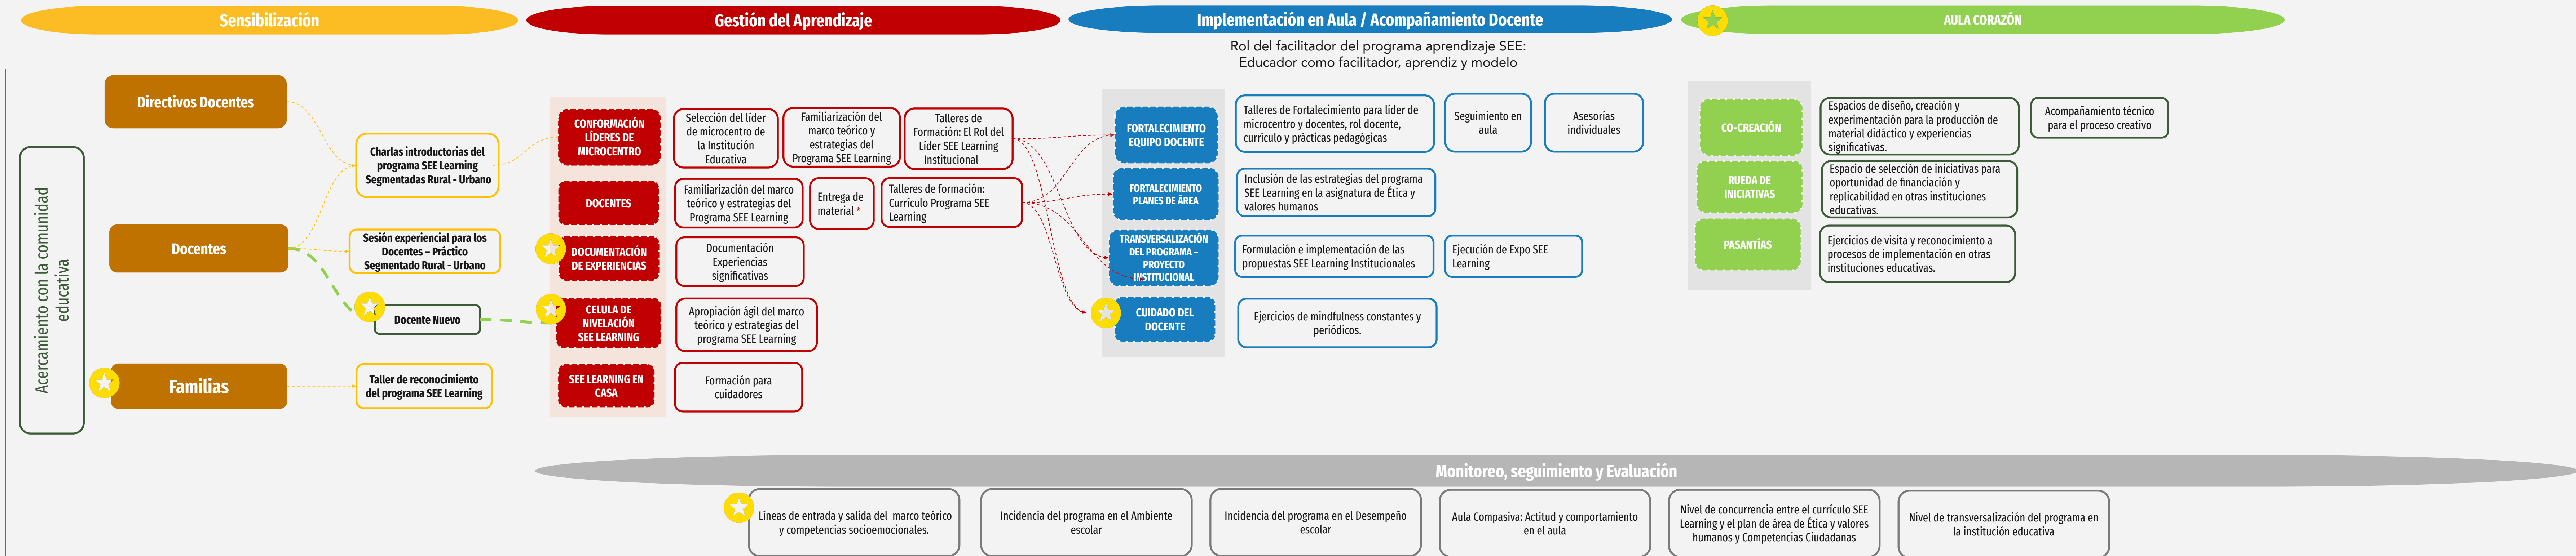 Sensibilización
Gestión del Aprendizaje
Implementación en Aula / Acompañamiento Docente
AULA CORAZÓN
Rol del facilitador del programa aprendizaje SEE:
Educador como facilitador, aprendiz y modelo
Acercamiento con la comunidad
educativa
Directivos Docentes
Docentes
Familias
Charlas introductorias del
programa SEE Learning
Segmentadas Rural - Urbano
Sesión experiencial para los
Docentes – Práctico
Segmentado Rural - Urbano
Docente Nuevo
Taller de reconocimiento
del programa SEE Learning
CONFORMACIÓN
LÍDERES DE
MICROCENTRO
Selección del líder
de microcentro de
la Institución
Educativa
Familiarización del
marco teórico y
estrategias del
Programa SEE Learning
Talleres de
Formación: El Rol del
Líder SEE Learning
Institucional
DOCENTES
Familiarización del marco
teórico y estrategias del
Programa SEE Learning
Entrega de
material *
Talleres de formación:
Currículo Programa SEE
Learning
DOCUMENTACIÓN
DE EXPERIENCIAS
Documentación
Experiencias
significativas
CELULA DE
NIVELACIÓN
SEE LEARNING
Apropiación ágil del marco
teórico y estrategias del
programa SEE Learning
SEE LEARNING EN
CASA
Formación para
cuidadores
FORTALECIMIENTO
EQUIPO DOCENTE
Talleres de Fortalecimiento para líder de
microcentro y docentes, rol docente,
currículo y prácticas pedagógicas
Seguimiento en
aula
Asesorías
individuales
FORTALECIMIENTO
PLANES DE ÁREA
Inclusión de las estrategias del programa
SEE Learning en la asignatura de Ética y
valores humanos
TRANSVERSALIZACIÓN
DEL PROGRAMA –
PROYECTO
INSTITUCIONAL
Formulación e implementación de las
propuestas SEE Learning Institucionales
Ejecución de Expo SEE
Learning
CUIDADO DEL
DOCENTE
Ejercicios de mindfulness constantes y
periódicos.
CO-CREACIÓN
Espacios de diseño, creación y
experimentación para la producción de
material didáctico y experiencias
significativas.
Acompañamiento técnico
para el proceso creativo
RUEDA DE
INICIATIVAS
Espacio de selección de iniciativas para
oportunidad de financiación y
replicabilidad en otras instituciones
educativas.
PASANTÍAS
Ejercicios de visita y reconocimiento a
procesos de implementación en otras
instituciones educativas.
Monitoreo, seguimiento y Evaluación
Líneas de entrada y salida del marco teórico
y competencias socioemocionales.
Incidencia del programa en el Ambiente
escolar
Incidencia del programa en el Desempeño
escolar
Aula Compasiva: Actitud y comportamiento
en el aula
Nivel de concurrencia entre el currículo SEE
Learning y el plan de área de Ética y valores
humanos y Competencias Ciudadanas
Nivel de transversalización del programa en
la institución educativa